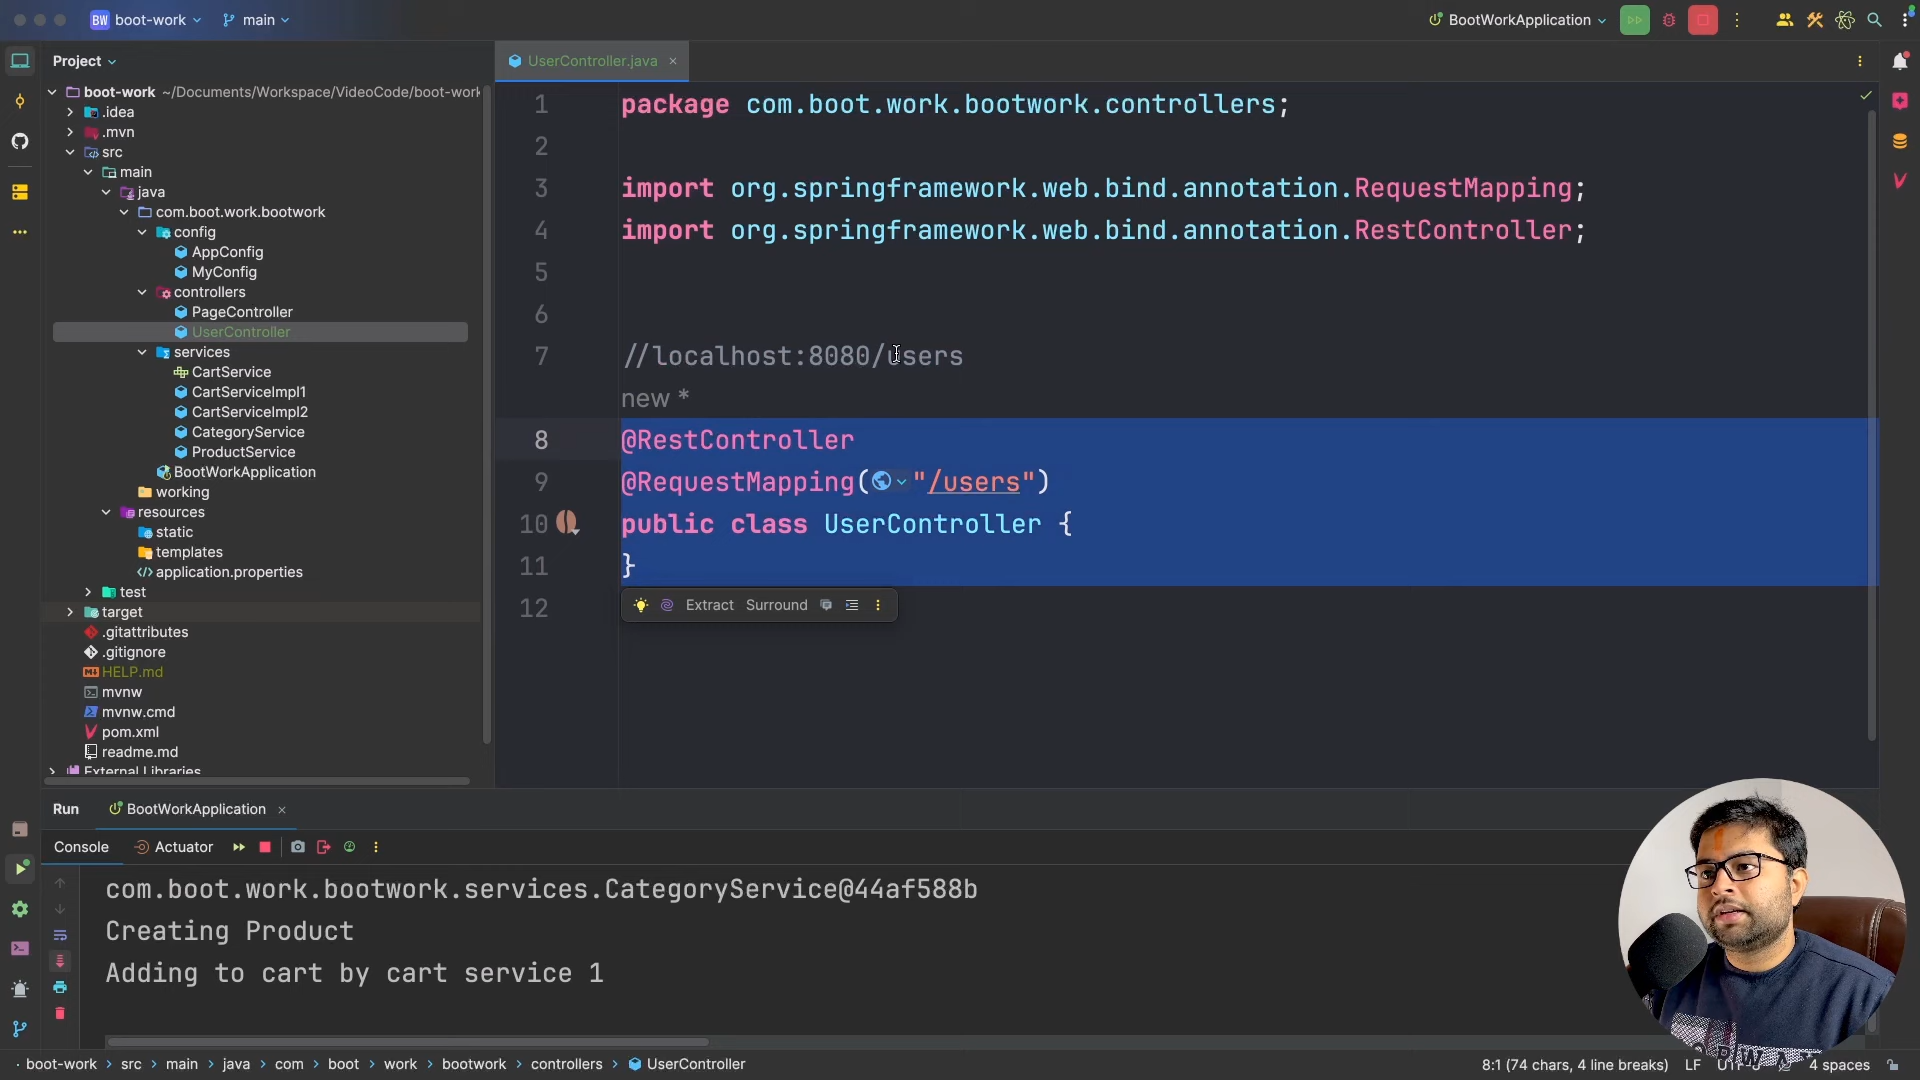 BW boot-work main
BootWorkApplication
Project
UserController.java
boot-work ~/Documents/Workspace/VideoCode/boot-work
.idea
.mvn
src
main
java
com.boot.work.bootwork
config
AppConfig
MyConfig
controllers
PageController
UserController
services
CartService
CartServiceImpl1
CartServiceImpl2
CategoryService
ProductService
BootWorkApplication
working
resources
static
templates
application.properties
test
target
.gitattributes
.gitignore
HELP.md
mvnw
mvnw.cmd
pom.xml
readme.md
External Libraries
1 package com.boot.work.bootwork.controllers;
2
3 import org.springframework.web.bind.annotation.RequestMapping;
4 import org.springframework.web.bind.annotation.RestController;
5
6
7 //localhost:8080/users
new *
8 @RestController
9 @RequestMapping("/users")
10 public class UserController {
11 }
12
Extract Surround
Run BootWorkApplication
Console Actuator
com.boot.work.bootwork.services.CategoryService@44af588b
Creating Product
Adding to cart by cart service 1
boot-work > src > main > java > com > boot > work > bootwork > controllers > UserController
8:1 (74 chars, 4 line breaks) LF 4 spaces